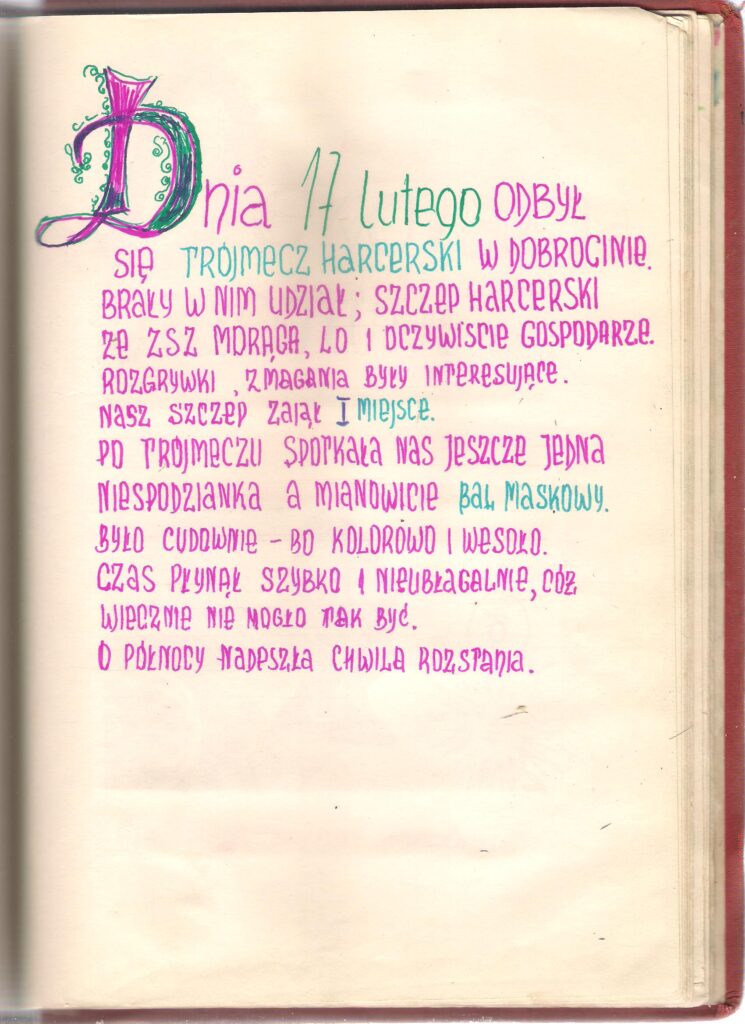 Dnia 17 lutego ODBYŁ
SIĘ TRÓJMECZ HARCERSKI W DOBROCINIE.
BRAŁY W NIM UDZIAŁ; SZCZEP HARCERSKI
ZE ZSZ MORĄGA, LO I OCZYWIŚCIE GOSPODARZE.
ROZGRYWKI, ZMAGANIA BYŁY INTERESUJĄCE.
NASZ SZCZEP ZAJĄŁ I MIEJSCE.
PO TRÓJMECZU SPOTKAŁA NAS JESZCZE JEDNA
NIESPODZIANKA A MIANOWICIE BAL MASKOWY.
BYŁO CUDOWNIE – BO KOLOROWO I WESOŁO.
CZAS PŁYNĄŁ SZYBKO I NIEUBŁAGALNIE, CÓŻ
WIECZNIE NIE MOGŁO TAK BYĆ.
O PÓŁNOCY NADESZŁA CHWILA ROZSTANIA.